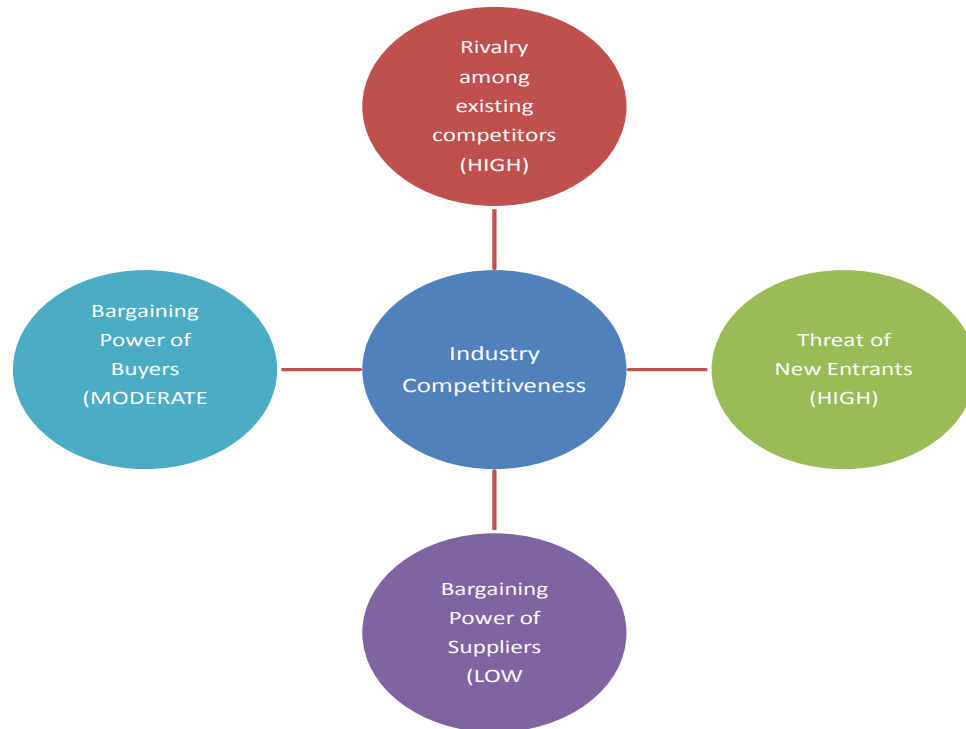 Rivalry
among
existing
competitors
(HIGH)
Bargaining
Power of
Buyers
(MODERATE
Industry
Competitiveness
Threat of
New Entrants
(HIGH)
Bargaining
Power of
Suppliers
(LOW